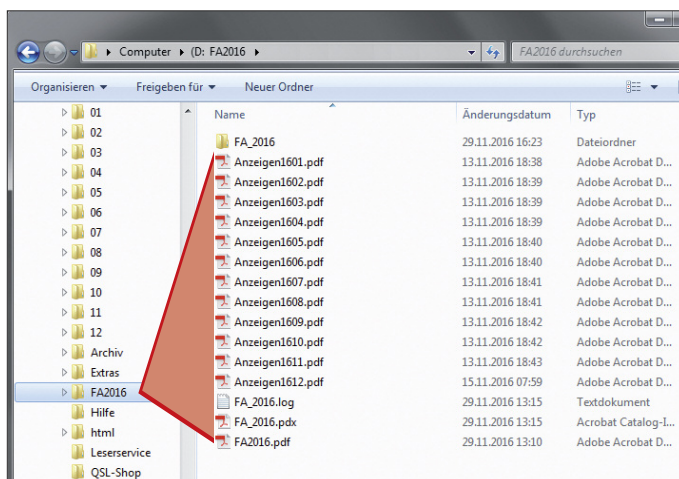 Computer ▸ (D: FA2016 ▸
FA2016 durchsuchen
Organisieren Freigeben für Neuer Ordner
Name Änderungsdatum Typ
01
02
03
04
05
06
07
08
09
10
11
12
Archiv
Extras
FA2016
Hilfe
html
Leserservice
QSL-Shop
FA_2016 29.11.2016 16:23 Dateiordner
Anzeigen1601.pdf 13.11.2016 18:38 Adobe Acrobat D...
Anzeigen1602.pdf 13.11.2016 18:39 Adobe Acrobat D...
Anzeigen1603.pdf 13.11.2016 18:39 Adobe Acrobat D...
Anzeigen1604.pdf 13.11.2016 18:39 Adobe Acrobat D...
Anzeigen1605.pdf 13.11.2016 18:40 Adobe Acrobat D...
Anzeigen1606.pdf 13.11.2016 18:40 Adobe Acrobat D...
Anzeigen1607.pdf 13.11.2016 18:41 Adobe Acrobat D...
Anzeigen1608.pdf 13.11.2016 18:41 Adobe Acrobat D...
Anzeigen1609.pdf 13.11.2016 18:42 Adobe Acrobat D...
Anzeigen1610.pdf 13.11.2016 18:42 Adobe Acrobat D...
Anzeigen1611.pdf 13.11.2016 18:43 Adobe Acrobat D...
Anzeigen1612.pdf 15.11.2016 07:59 Adobe Acrobat D...
FA_2016.log 29.11.2016 13:15 Textdokument
FA_2016.pdx 29.11.2016 13:15 Acrobat Catalog-I...
FA2016.pdf 29.11.2016 13:10 Adobe Acrobat D...